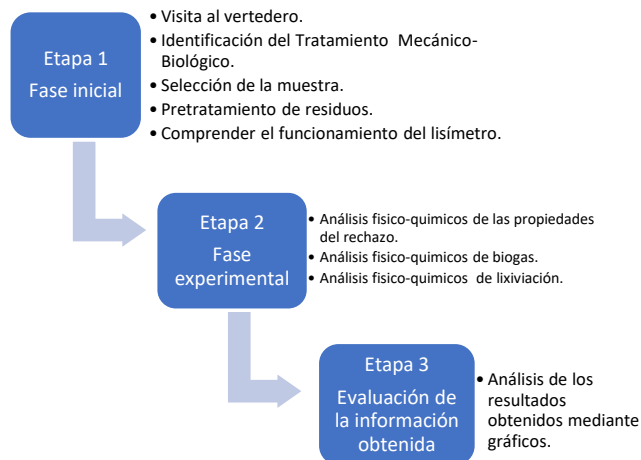 Etapa 1
Fase inicial
• Visita al vertedero.
• Identificación del Tratamiento Mecánico-
Biológico.
• Selección de la muestra.
• Pretratamiento de residuos.
• Comprender el funcionamiento del lisímetro.
Etapa 2
Fase
experimental
• Análisis fisico-quimicos de las propiedades
del rechazo.
• Análisis fisico-quimicos de biogas.
• Análisis fisico-quimicos de lixiviación.
Etapa 3
Evaluación de
la información
obtenida
• Análisis de los
resultados
obtenidos mediante
gráficos.